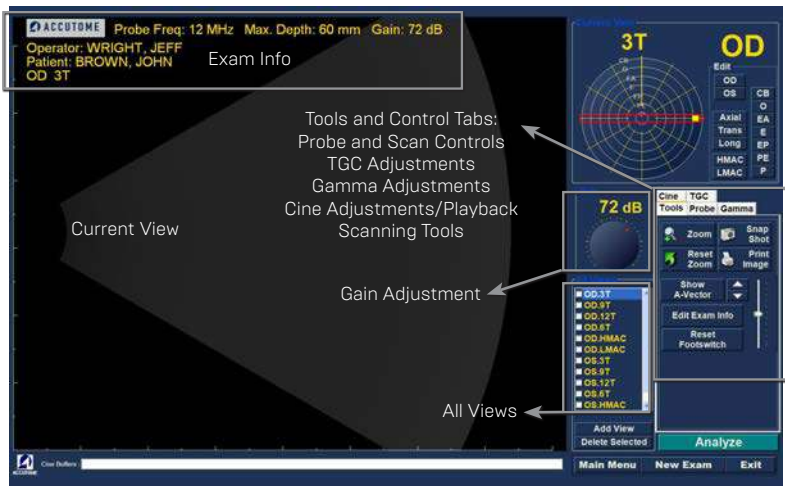 ACCUTOME Probe Freq: 12 MHz Max. Depth: 60 mm Gain: 72 dB
Operator: WRIGHT, JEFF
Patient: BROWN, JOHN
OD 3T
Exam Info
Tools and Control Tabs:
Probe and Scan Controls
TGC Adjustments
Gamma Adjustments
Cine Adjustments/Playback
Scanning Tools
Current View
Gain Adjustment
All Views
Current View
3T
OD
Edit
OD
OS
CB
O
EA
E
EP
PE
P
Axial
Trans
Long
HMAC
LMAC
72 dB
Cine TGC
Tools Probe Gamma
Zoom
Snap
Shot
Reset
Zoom
Print
Image
Show
A-Vector
Edit Exam Info
Reset
Footswitch
OD.3T
OD.9T
OD.12T
OD.6T
OD.HMAC
OD.LMAC
OS.3T
OS.9T
OS.12T
OS.6T
OS.HMAC
Add View
Delete Selected
Analyze
Main Menu New Exam Exit
ACCUTOME
Cine Buffers: